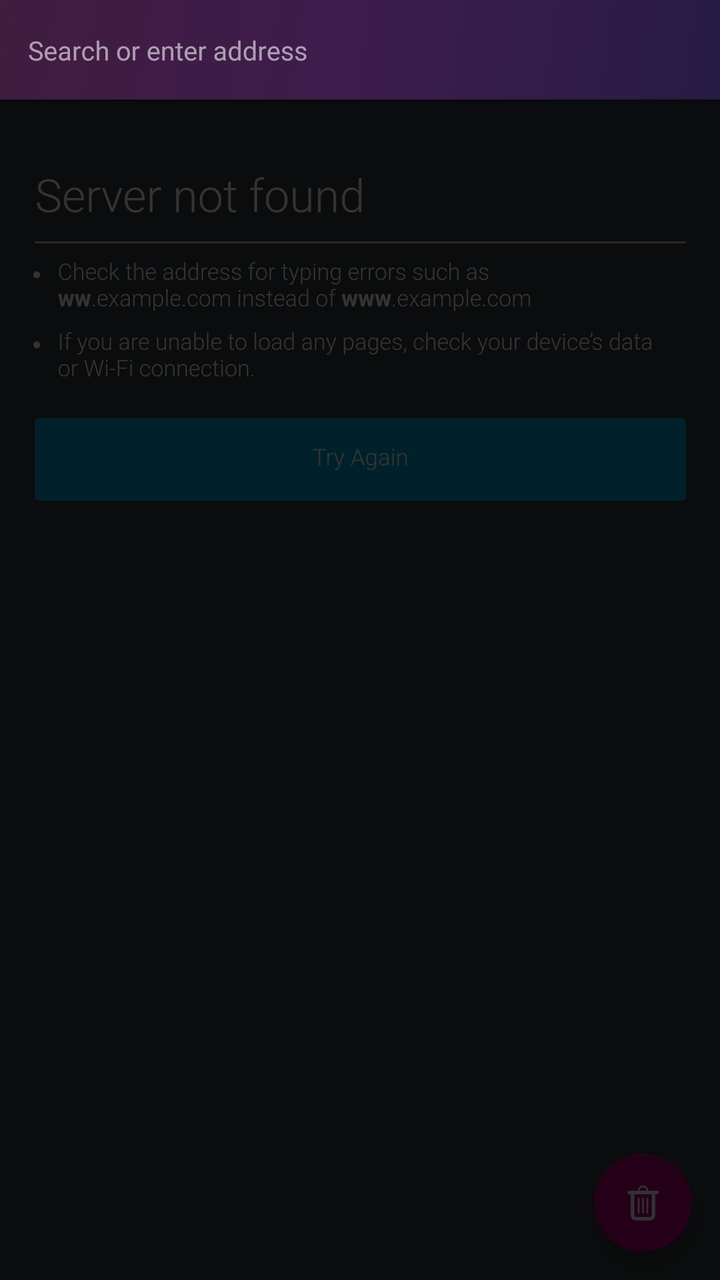 Search or enter address
Server not found
Check the address for typing errors such as
ww.example.com instead of www.example.com
If you are unable to load any pages, check your device’s data
or Wi-Fi connection.
Try Again